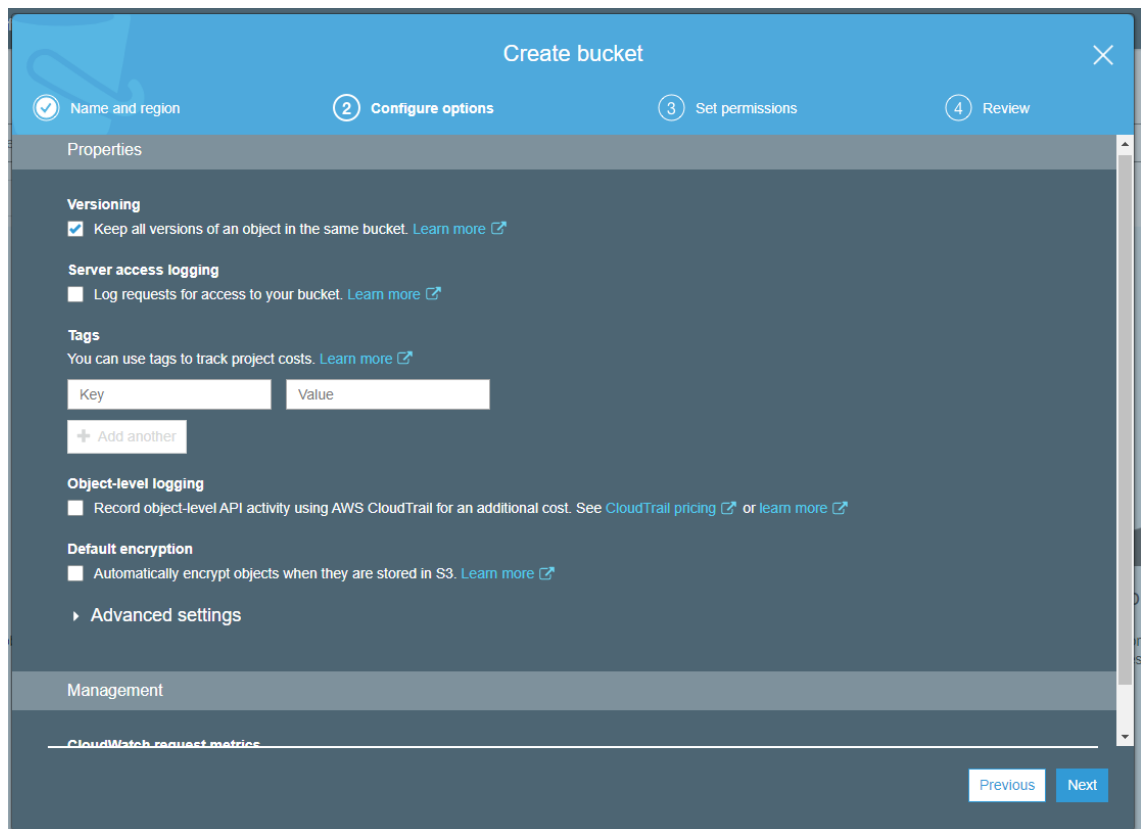 Create bucket
Name and region
2 Configure options
3 Set permissions
4 Review
Properties
Versioning
Keep all versions of an object in the same bucket. Learn more
Server access logging
Log requests for access to your bucket. Learn more
Tags
You can use tags to track project costs. Learn more
Key Value
+ Add another
Object-level logging
Record object-level API activity using AWS CloudTrail for an additional cost. See CloudTrail pricing or learn more
Default encryption
Automatically encrypt objects when they are stored in S3. Learn more
Advanced settings
Management
CloudWatch request metrics
Previous Next